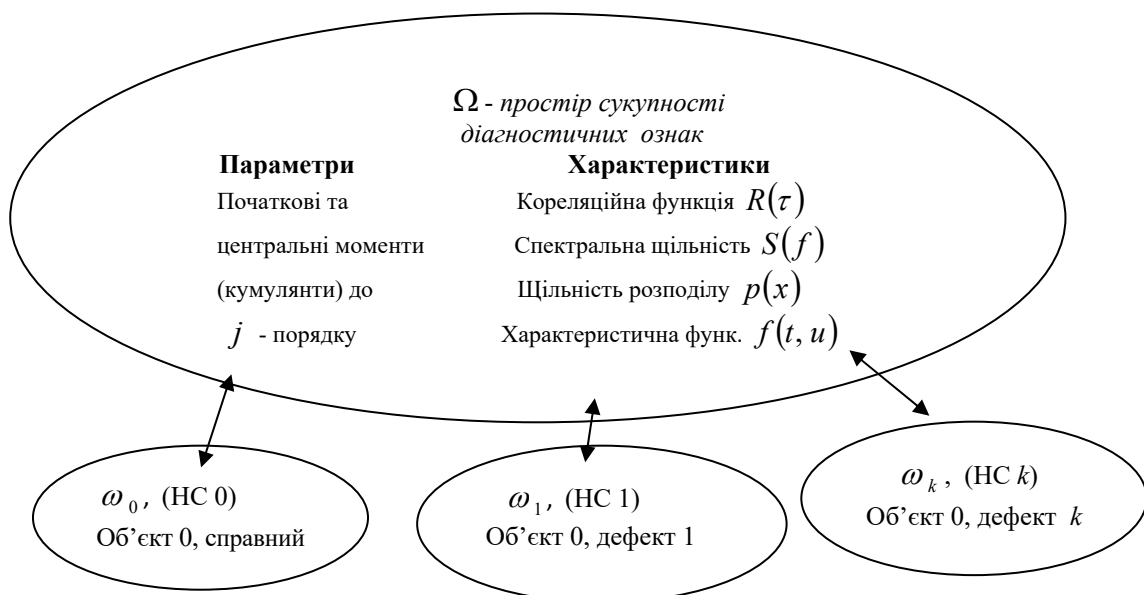 Ω - простір сукупності
діагностичних ознак
Параметри Характеристики
Початкові та Кореляційна функція R(τ)
центральні моменти Спектральна щільність S(f)
(кумулянти) до Щільність розподілу p(x)
j - порядку Характеристична функ. f(t, u)
ω₀, (НС 0)
Об’єкт 0, справний
ω₁, (НС 1)
Об’єкт 0, дефект 1
ωₖ, (НС k)
Об’єкт 0, дефект k